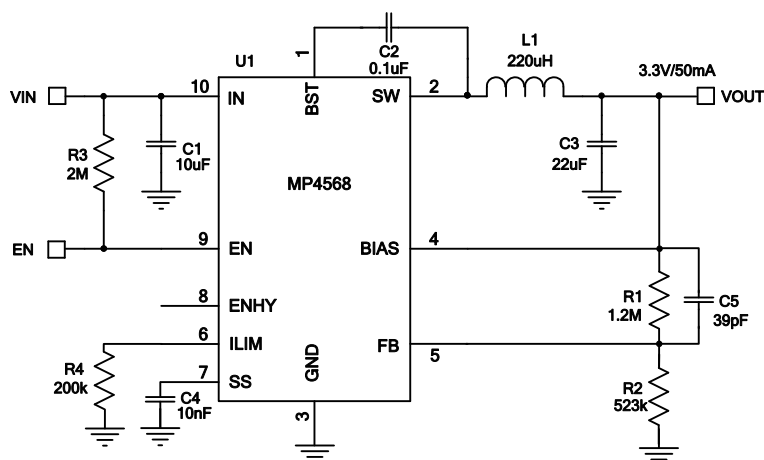 U1
1
C2
0.1uF
L1
220uH
3.3V/50mA
VIN
10
IN
BST
SW
2
VOUT
R3
2M
C1
10uF
MP4568
C3
22uF
EN
9
EN
BIAS
4
8
ENHY
R1
1.2M
C5
39pF
6
ILIM
FB
5
R4
200k
7
SS
GND
C4
10nF
3
R2
523k